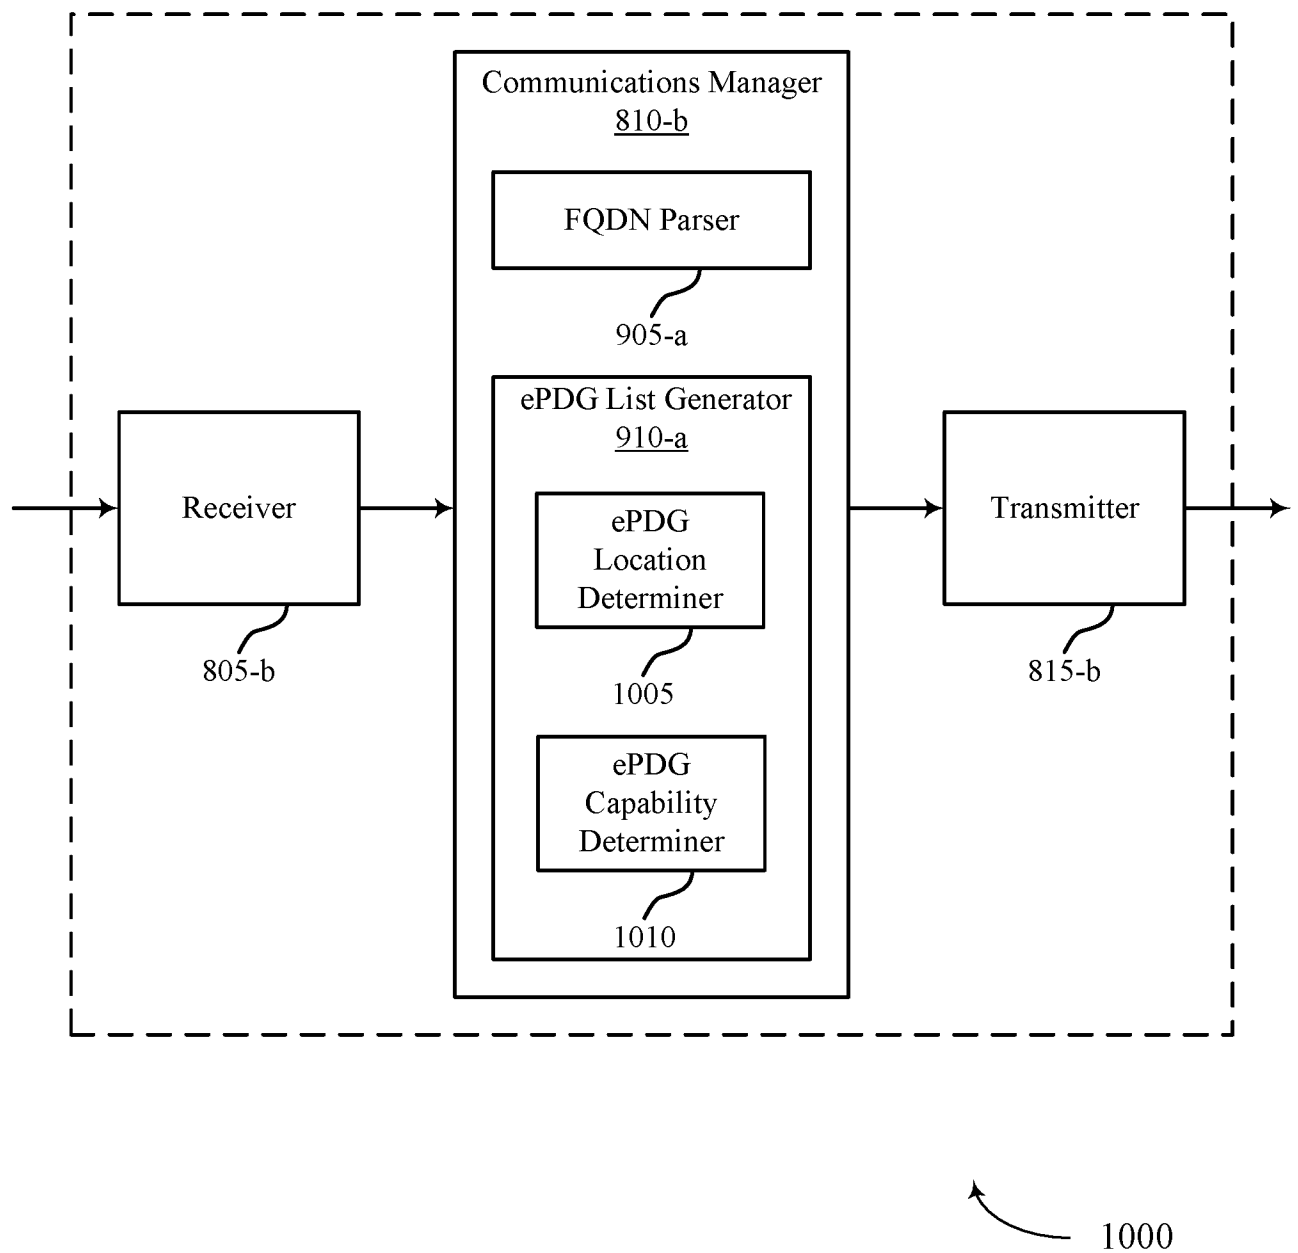 Communications Manager
810-b
FQDN Parser
905-a
ePDG List Generator
910-a
Receiver
805-b
ePDG
Location
Determiner
1005
ePDG
Capability
Determiner
1010
Transmitter
815-b
1000